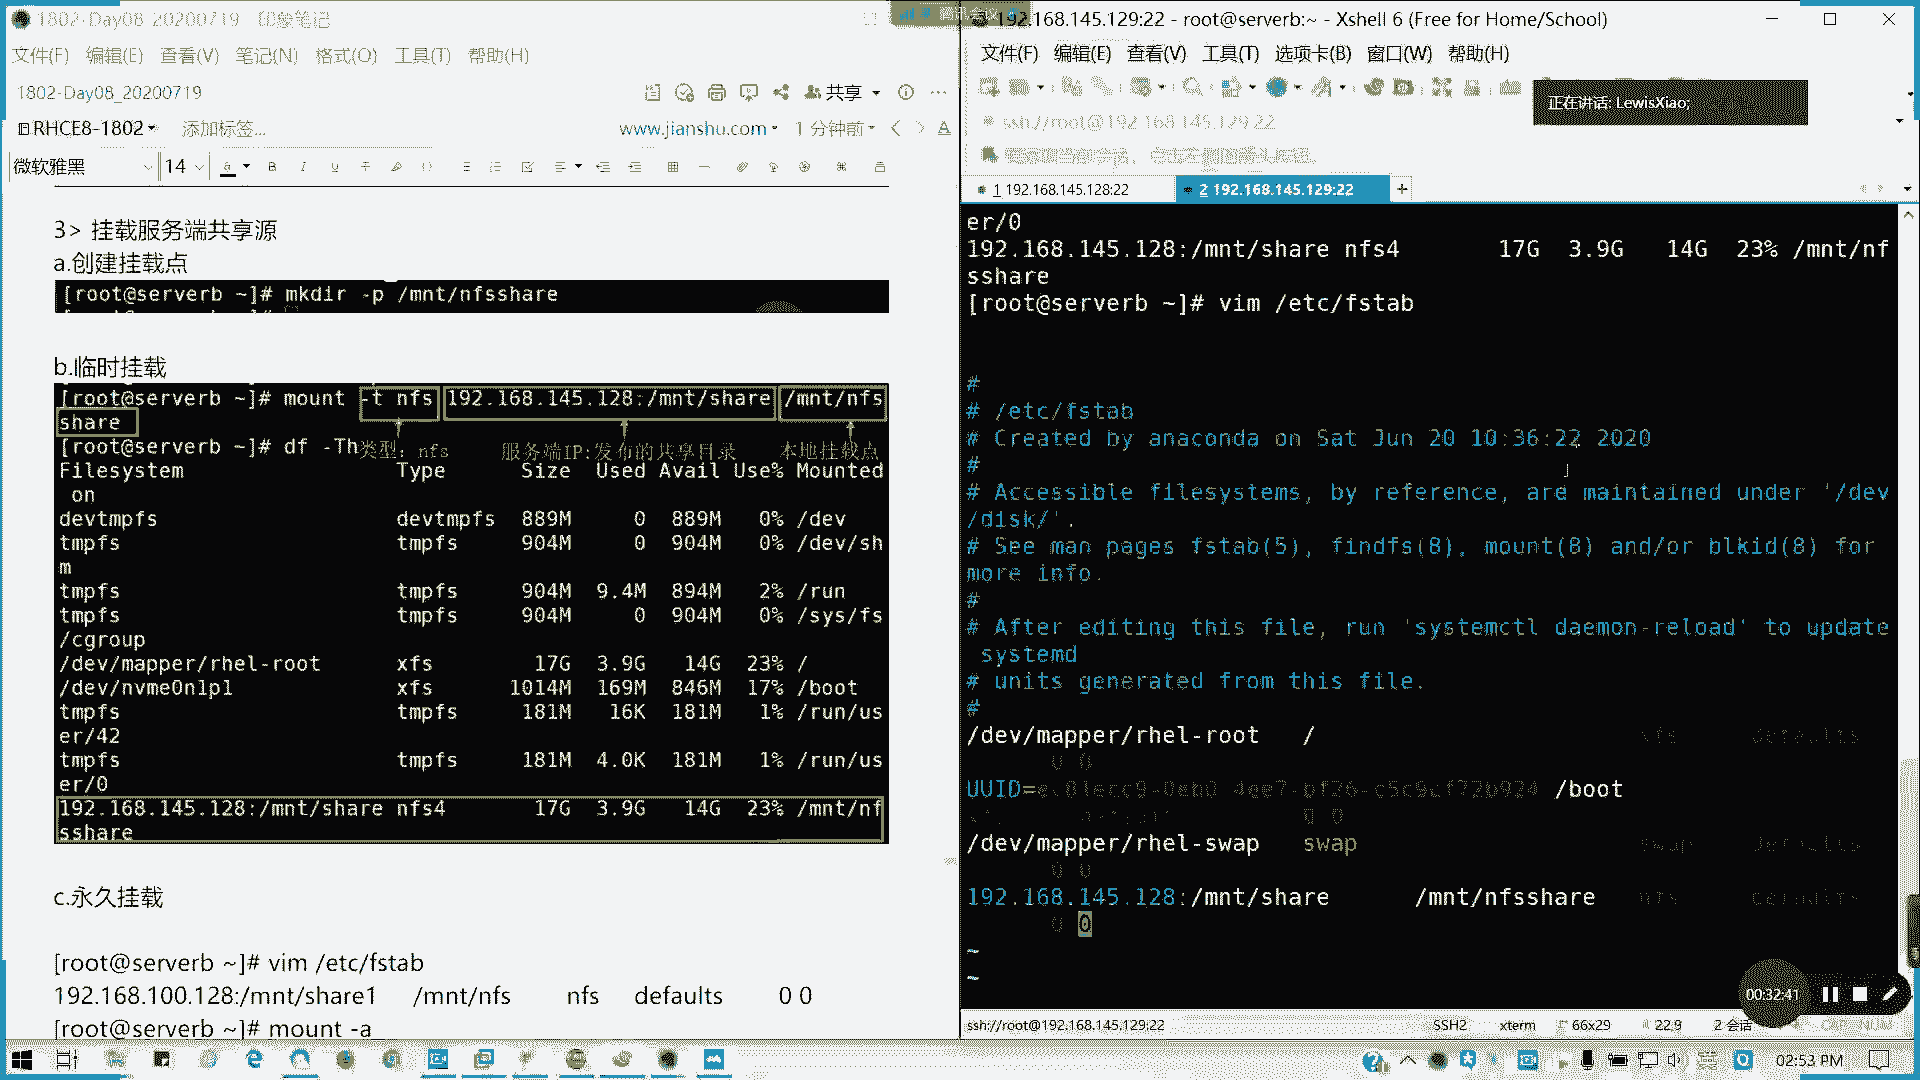 1802-Day08_20200719 - 印象笔记
文件(F) 编辑(E) 查看(V) 笔记(N) 格式(O) 工具(T) 帮助(H)
1802-Day08_20200719
共享
RHCE8-1802
添加标签...
www.jianshu.com
1 分钟前
微软雅黑
14
3> 挂载服务端共享源
a.创建挂载点
[root@serverb ~]# mkdir -p /mnt/nfsshare
b.临时挂载
[root@serverb ~]# mount -t nfs 192.168.145.128:/mnt/share /mnt/nfs
share
[root@serverb ~]# df -Th
类型：nfs 服务端IP:发布的共享目录 本地挂载点
Filesystem Type Size Used Avail Use% Mounted
on
devtmpfs devtmpfs 889M 0 889M 0% /dev
tmpfs tmpfs 904M 0 904M 0% /dev/sh
m
tmpfs tmpfs 904M 9.4M 894M 2% /run
tmpfs tmpfs 904M 0 904M 0% /sys/fs
/cgroup
/dev/mapper/rhel-root xfs 17G 3.9G 14G 23% /
/dev/nvme0n1p1 xfs 1014M 169M 846M 17% /boot
tmpfs tmpfs 181M 16K 181M 1% /run/us
er/42
tmpfs tmpfs 181M 4.0K 181M 1% /run/us
er/0
192.168.145.128:/mnt/share nfs4 17G 3.9G 14G 23% /mnt/nf
sshare
c.永久挂载
[root@serverb ~]# vim /etc/fstab
192.168.100.128:/mnt/share1 /mnt/nfs nfs defaults 0 0
[root@serverb ~]# mount -a
腾讯会议
192.168.145.129:22 - root@serverb:~ - Xshell 6 (Free for Home/School)
文件(F) 编辑(E) 查看(V) 工具(T) 选项卡(B) 窗口(W) 帮助(H)
正在讲话: LewisXiao;
ssh://root@192.168.145.129:22
1 192.168.145.128:22
2 192.168.145.129:22
er/0
192.168.145.128:/mnt/share nfs4 17G 3.9G 14G 23% /mnt/nf
sshare
[root@serverb ~]# vim /etc/fstab
#
# /etc/fstab
# Created by anaconda on Sat Jun 20 10:36:22 2020
#
# Accessible filesystems, by reference, are maintained under '/dev
/disk/'.
# See man pages fstab(5), findfs(8), mount(8) and/or blkid(8) for
more info.
#
# After editing this file, run 'systemctl daemon-reload' to update
systemd
# units generated from this file.
#
/dev/mapper/rhel-root / xfs defaults
0 0
UUID= /boot
0 0
/dev/mapper/rhel-swap swap swap defaults
0 0
192.168.145.128:/mnt/share /mnt/nfsshare nfs defaults
0 0
~
~
00:32:41
ssh://root@192.168.145.129:22 SSH2 xterm 66x29 22,9 2 会话 CAP NUM
02:53 PM